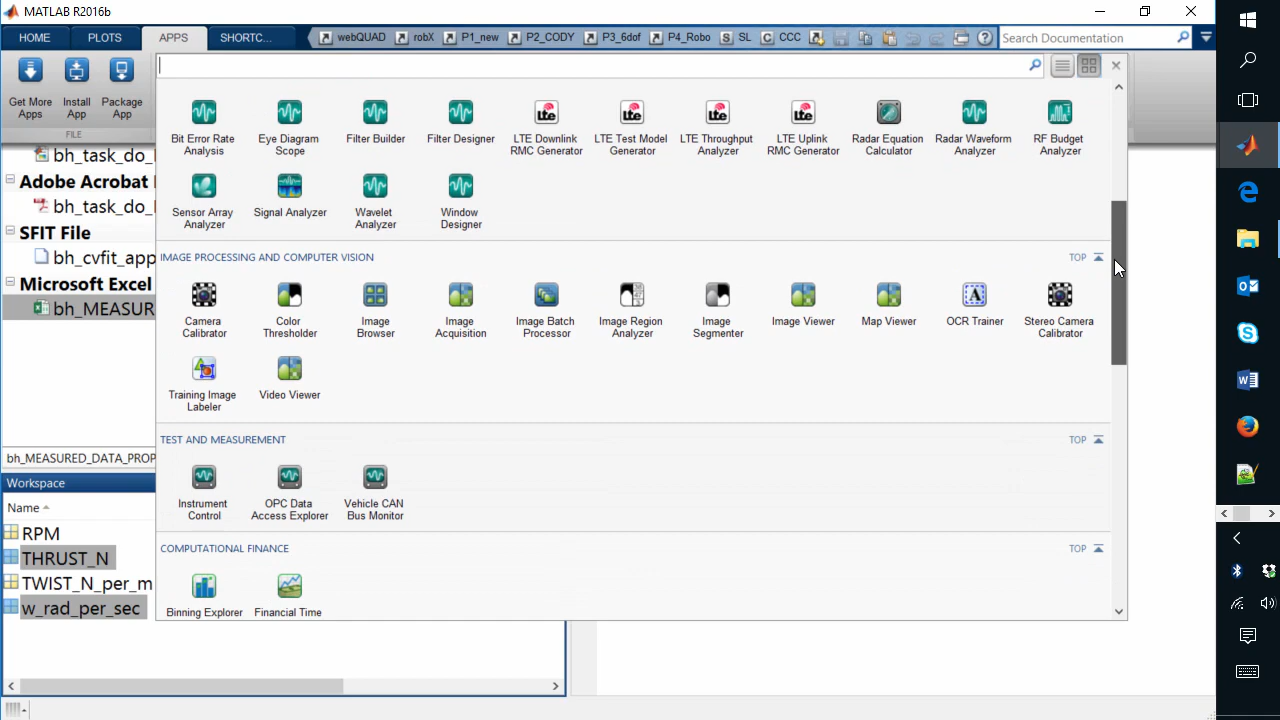 MATLAB R2016b
HOME PLOTS APPS SHORTC... webQUAD robX P1_new P2_CODY P3_6dof P4_Robo S SL C CCC Search Documentation
Get More Apps
Install App
Package App
FILE
bh_task_do_
Adobe Acrobat
bh_task_do_
SFIT File
bh_cvfit_app
Microsoft Excel
bh_MEASUR
bh_MEASURED_DATA_PROP
Workspace
Name
RPM
THRUST_N
TWIST_N_per_m
w_rad_per_sec
Bit Error Rate Analysis
Eye Diagram Scope
Filter Builder
Filter Designer
LTE Downlink RMC Generator
LTE Test Model Generator
LTE Throughput Analyzer
LTE Uplink RMC Generator
Radar Equation Calculator
Radar Waveform Analyzer
RF Budget Analyzer
Sensor Array Analyzer
Signal Analyzer
Wavelet Analyzer
Window Designer
IMAGE PROCESSING AND COMPUTER VISION TOP
Camera Calibrator
Color Thresholder
Image Browser
Image Acquisition
Image Batch Processor
Image Region Analyzer
Image Segmenter
Image Viewer
Map Viewer
OCR Trainer
Stereo Camera Calibrator
Training Image Labeler
Video Viewer
TEST AND MEASUREMENT TOP
Instrument Control
OPC Data Access Explorer
Vehicle CAN Bus Monitor
COMPUTATIONAL FINANCE TOP
Binning Explorer
Financial Time